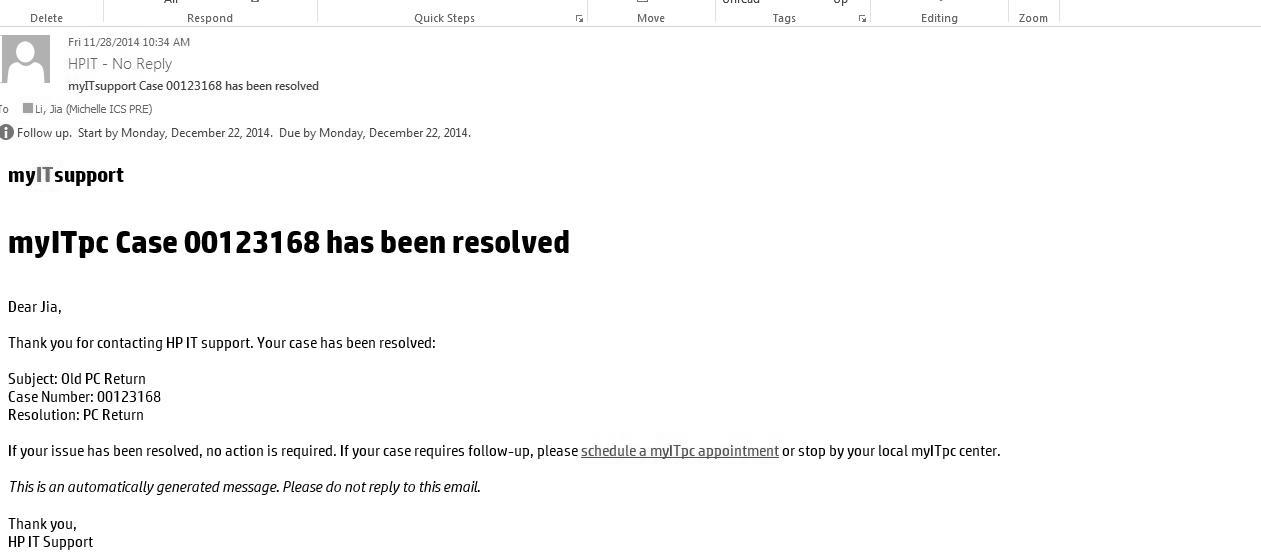 Delete Respond Quick Steps Move Tags Editing Zoom
Fri 11/28/2014 10:34 AM
HPIT - No Reply
myITsupport Case 00123168 has been resolved
To Li, Jia (Michelle ICS PRE)
Follow up.  Start by Monday, December 22, 2014.  Due by Monday, December 22, 2014.
myITsupport
myITpc Case 00123168 has been resolved
Dear Jia,
Thank you for contacting HP IT support. Your case has been resolved:
Subject: Old PC Return
Case Number: 00123168
Resolution: PC Return
If your issue has been resolved, no action is required. If your case requires follow-up, please schedule a myITpc appointment or stop by your local myITpc center.
This is an automatically generated message. Please do not reply to this email.
Thank you,
HP IT Support